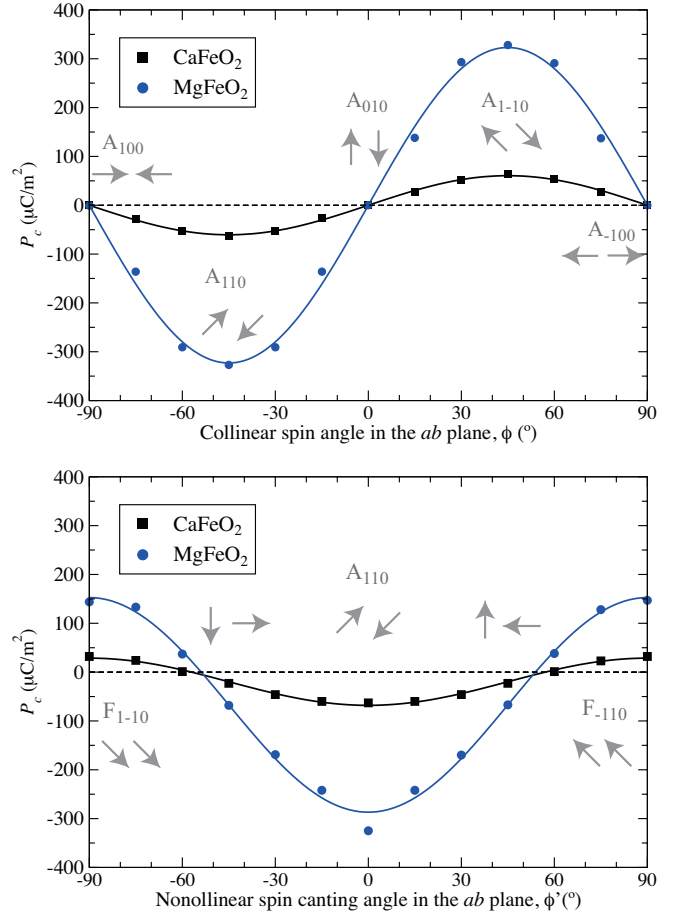 400
300
200
100
0
-100
-200
-300
-400
P_c (μC/m²)
CaFeO₂
MgFeO₂
A₁₀₀
A₀₁₀
A₁₋₁₀
A₁₁₀
A₋₁₀₀
-90 -60 -30 0 30 60 90
Collinear spin angle in the ab plane, ϕ (º)
400
300
200
100
0
-100
-200
-300
-400
P_c (μC/m²)
CaFeO₂
MgFeO₂
A₁₁₀
F₁₋₁₀
F₋₁₁₀
-90 -60 -30 0 30 60 90
Nonollinear spin canting angle in the ab plane, ϕ'(º)